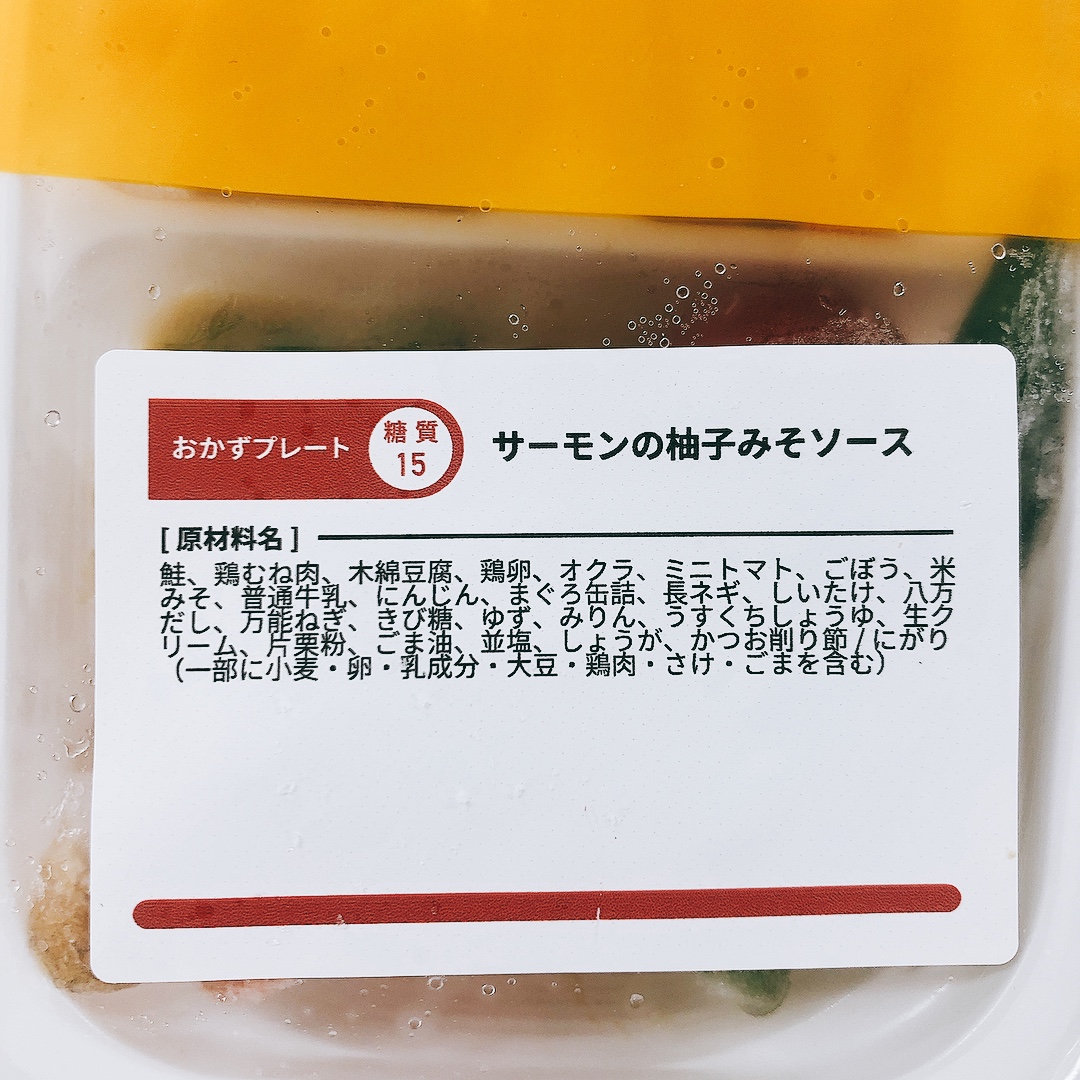 おかずプレート
糖質
15
サーモンの柚子みそソース
[ 原材料名 ]
鮭、鶏むね肉、木綿豆腐、鶏卵、オクラ、ミニトマト、ごぼう、米
みそ、普通牛乳、にんじん、まぐろ缶詰、長ネギ、しいたけ、八方
だし、万能ねぎ、きび糖、ゆず、みりん、うすくちしょうゆ、生ク
リーム、片栗粉、ごま油、並塩、しょうが、かつお削り節 / にがり
（一部に小麦・卵・乳成分・大豆・鶏肉・さけ・ごまを含む）